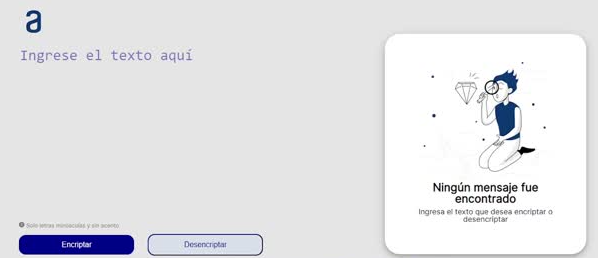 a
Ingrese el texto aquí
Solo letras minúsculas y sin acento
Encriptar
Desencriptar
Ningún mensaje fue
encontrado
Ingresa el texto que desea encriptar o
desencriptar